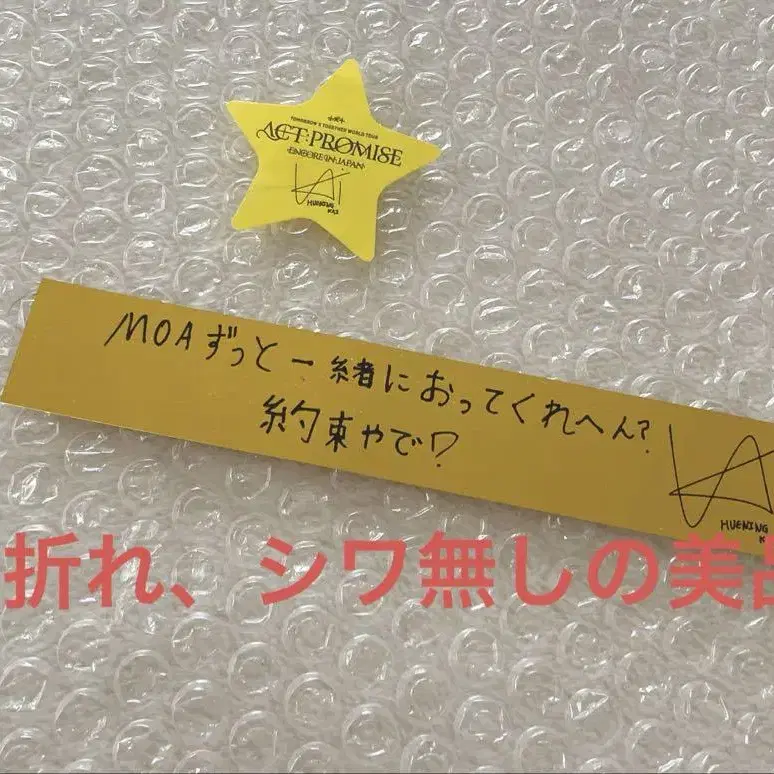 TOMORROW X TOGETHER WORLD TOUR
ACT:PROMISE
-ENCORE IN JAPAN-
KAI
HUENING
KAI
MOAずっと一緒におってくれへん?
約束やで♡
KAI
HUENING
K
折れ、シワ無しの美品